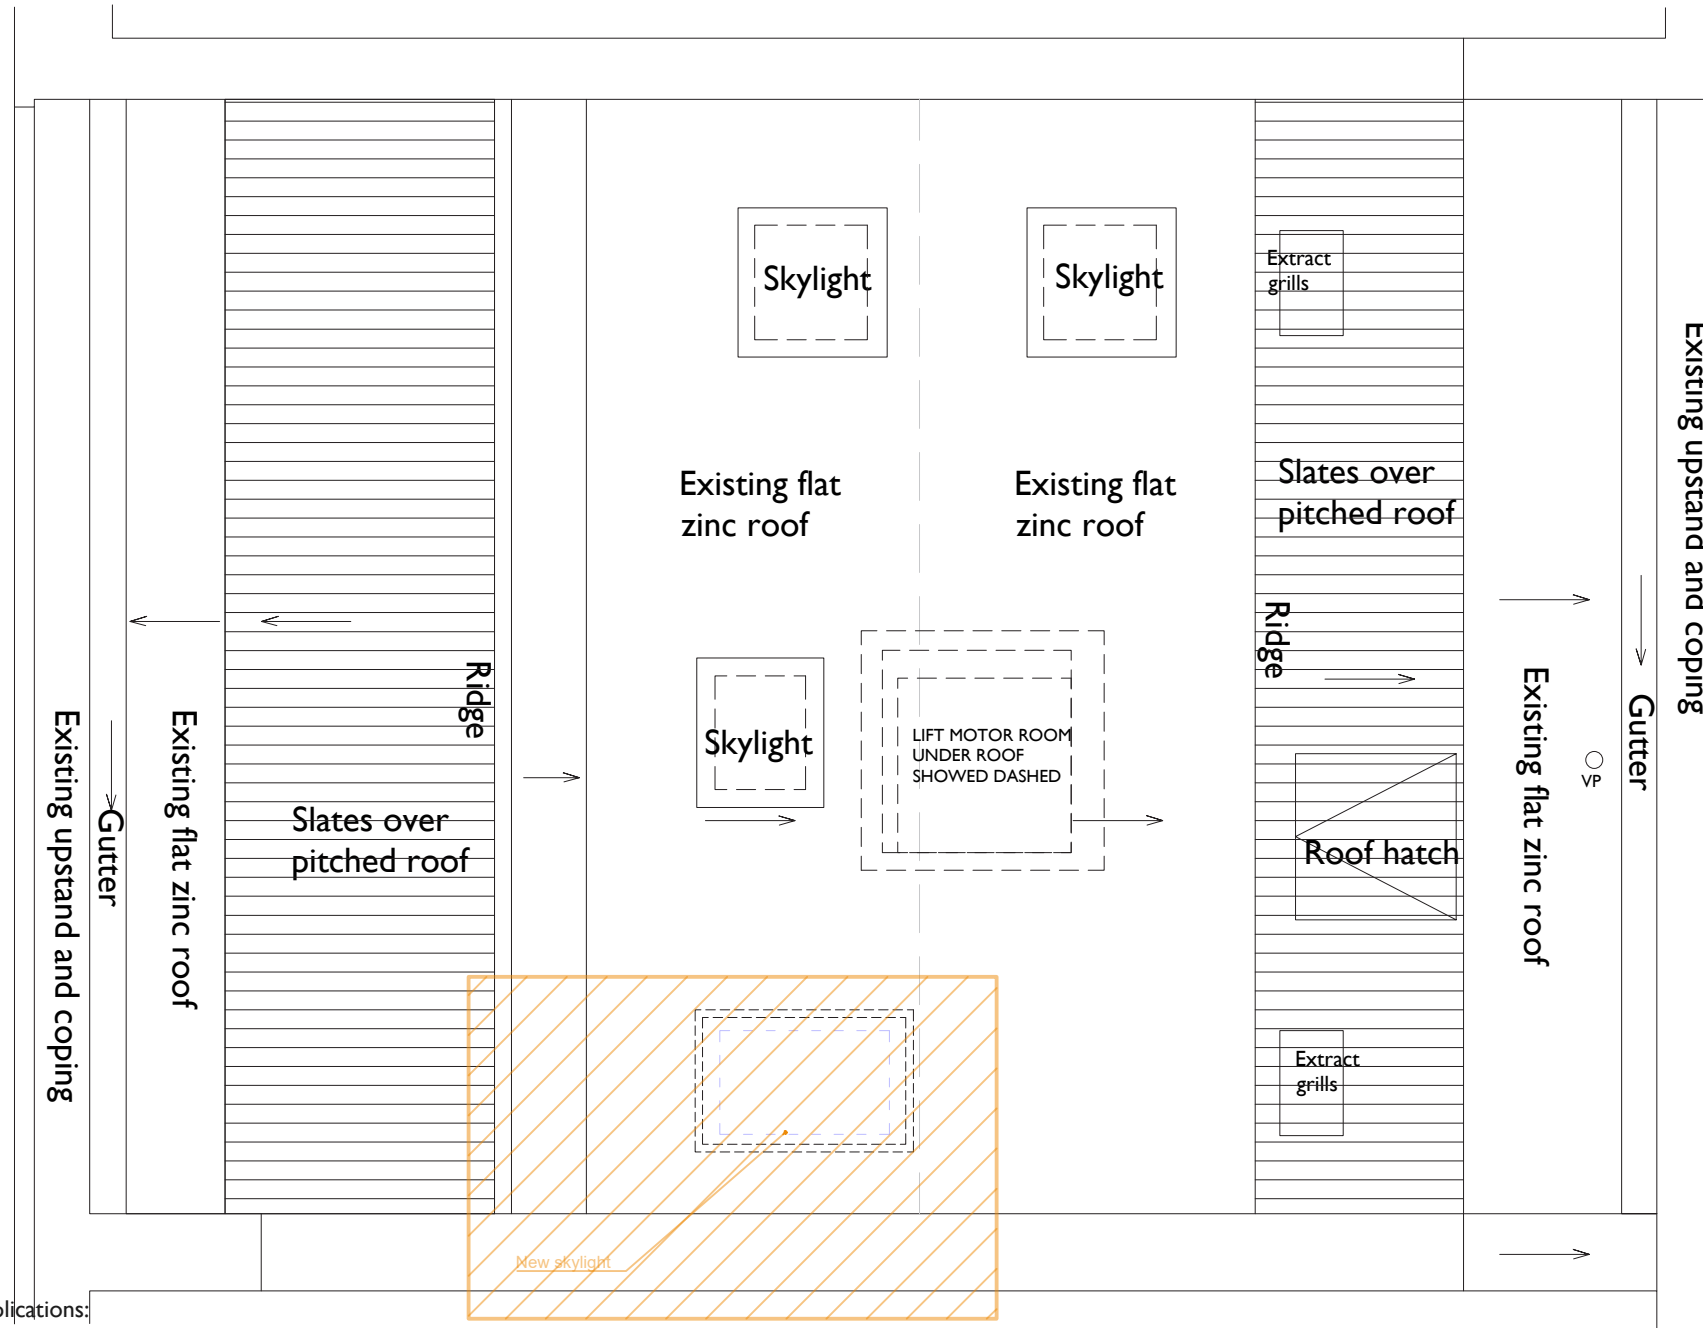 Skylight
Skylight
Extract
grills
Existing flat
zinc roof
Existing flat
zinc roof
Slates over
pitched roof
Existing upstand and coping
Ridge
Ridge
Skylight
LIFT MOTOR ROOM
UNDER ROOF
SHOWED DASHED
Existing flat zinc roof
Gutter
VP
Existing upstand and coping
Gutter
Existing flat zinc roof
Slates over
pitched roof
Roof hatch
Extract
grills
New skylight
plications: